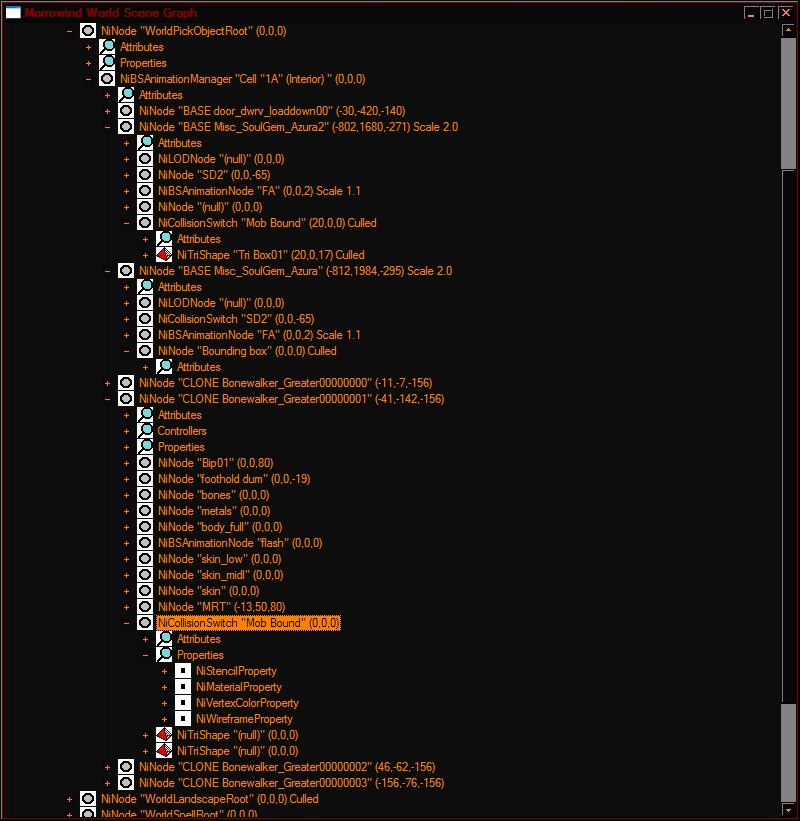 Morrowind World Scene Graph
NiNode "WorldPickObjectRoot" (0,0,0)
Attributes
Properties
NiBSAnimationManager "Cell "1A" (Interior) " (0,0,0)
Attributes
NiNode "BASE door_dwrv_loaddown00" (-30,-420,-140)
NiNode "BASE Misc_SoulGem_Azura2" (-802,1680,-271) Scale 2.0
Attributes
NiLODNode "(null)" (0,0,0)
NiNode "SD2" (0,0,-65)
NiBSAnimationNode "FA" (0,0,2) Scale 1.1
NiNode "(null)" (0,0,0)
NiCollisionSwitch "Mob Bound" (20,0,0) Culled
Attributes
NiTriShape "Tri Box01" (20,0,17) Culled
NiNode "BASE Misc_SoulGem_Azura" (-812,1984,-295) Scale 2.0
Attributes
NiLODNode "(null)" (0,0,0)
NiCollisionSwitch "SD2" (0,0,-65)
NiBSAnimationNode "FA" (0,0,2) Scale 1.1
NiNode "Bounding box" (0,0,0) Culled
Attributes
NiNode "CLONE Bonewalker_Greater00000000" (-11,-7,-156)
NiNode "CLONE Bonewalker_Greater00000001" (-41,-142,-156)
Attributes
Controllers
Properties
NiNode "Bip01" (0,0,80)
NiNode "foothold dum" (0,0,-19)
NiNode "bones" (0,0,0)
NiNode "metals" (0,0,0)
NiNode "body_full" (0,0,0)
NiBSAnimationNode "flash" (0,0,0)
NiNode "skin_low" (0,0,0)
NiNode "skin_midl" (0,0,0)
NiNode "skin" (0,0,0)
NiNode "MRT" (-13,50,80)
NiCollisionSwitch "Mob Bound" (0,0,0)
Attributes
Properties
NiStencilProperty
NiMaterialProperty
NiVertexColorProperty
NiWireframeProperty
NiTriShape "(null)" (0,0,0)
NiTriShape "(null)" (0,0,0)
NiNode "CLONE Bonewalker_Greater00000002" (46,-62,-156)
NiNode "CLONE Bonewalker_Greater00000003" (-156,-76,-156)
NiNode "WorldLandscapeRoot" (0,0,0) Culled
NiNode "WorldSpellRoot" (0,0,0)